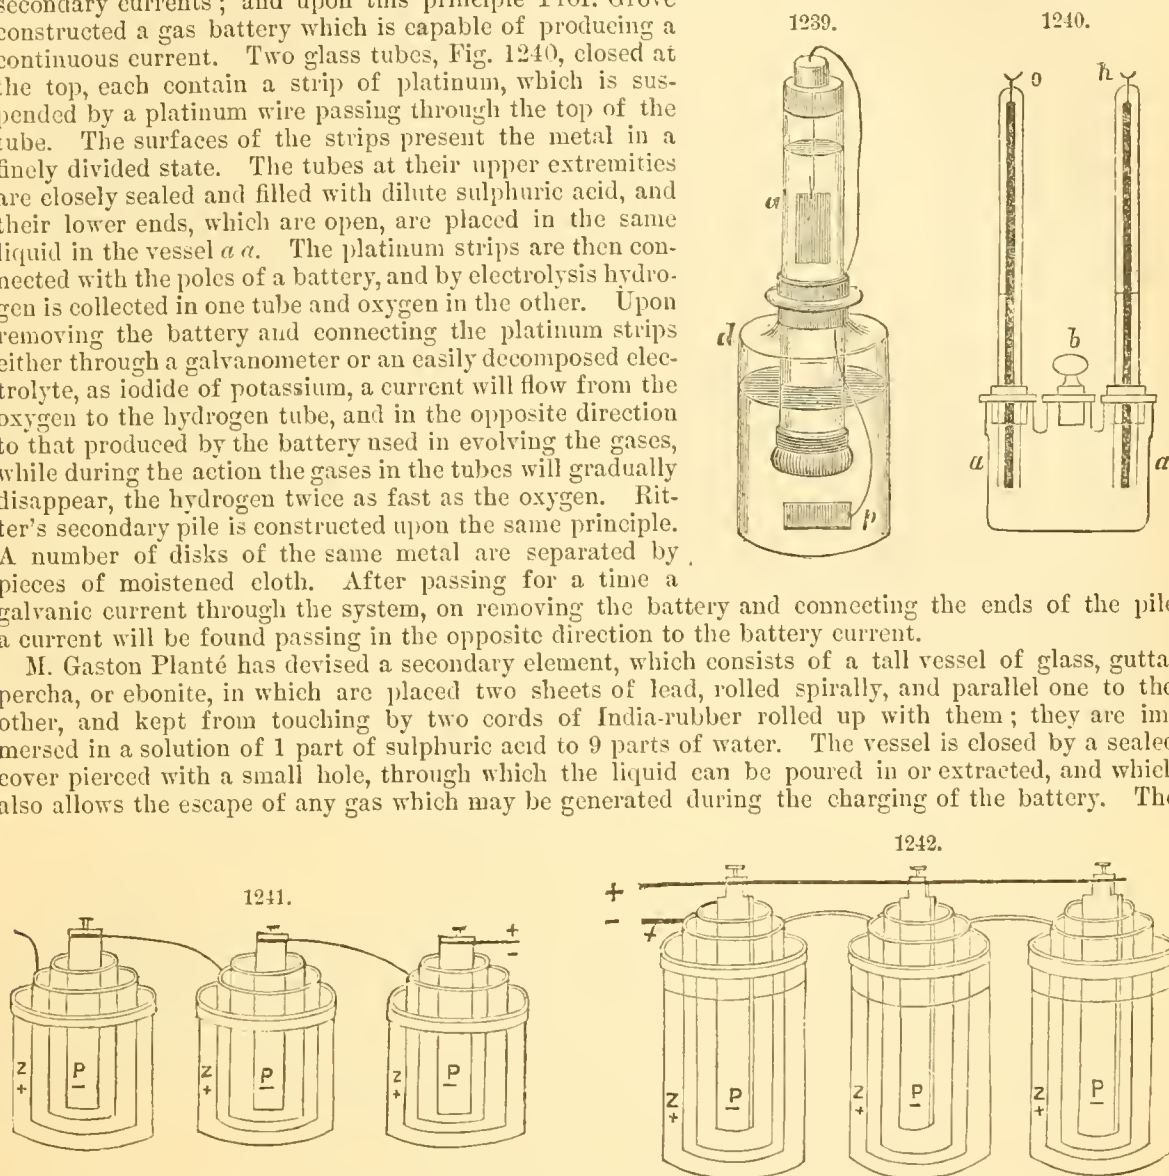 secondary currents; and upon this principle Prof. Grove
constructed a gas battery which is capable of producing a
continuous current. Two glass tubes, Fig. 1240, closed at
the top, each contain a strip of platinum, which is sus-
pended by a platinum wire passing through the top of the
tube. The surfaces of the strips present the metal in a
finely divided state. The tubes at their upper extremities
are closely sealed and filled with dilute sulphuric acid, and
their lower ends, which are open, are placed in the same
liquid in the vessel a a. The platinum strips are then con-
nected with the poles of a battery, and by electrolysis hydro-
gen is collected in one tube and oxygen in the other. Upon
removing the battery and connecting the platinum strips
either through a galvanometer or an easily decomposed elec-
trolyte, as iodide of potassium, a current will flow from the
oxygen to the hydrogen tube, and in the opposite direction
to that produced by the battery used in evolving the gases,
while during the action the gases in the tubes will gradually
disappear, the hydrogen twice as fast as the oxygen. Rit-
ter's secondary pile is constructed upon the same principle.
A number of disks of the same metal are separated by
pieces of moistened cloth. After passing for a time a
galvanic current through the system, on removing the battery and connecting the ends of the pile
a current will be found passing in the opposite direction to the battery current.
M. Gaston Planté has devised a secondary element, which consists of a tall vessel of glass, gutta
percha, or ebonite, in which are placed two sheets of lead, rolled spirally, and parallel one to the
other, and kept from touching by two cords of India-rubber rolled up with them; they are im
mersed in a solution of 1 part of sulphuric acid to 9 parts of water. The vessel is closed by a sealed
cover pierced with a small hole, through which the liquid can be poured in or extracted, and which
also allows the escape of any gas which may be generated during the charging of the battery. The
1239.
a
d
p
1240.
o
h
b
a
a
1241.
+
-
Z
+
P
-
Z
+
P
-
Z
+
P
-
1242.
+
-
+
Z
+
P
-
Z
+
P
-
Z
+
P
-